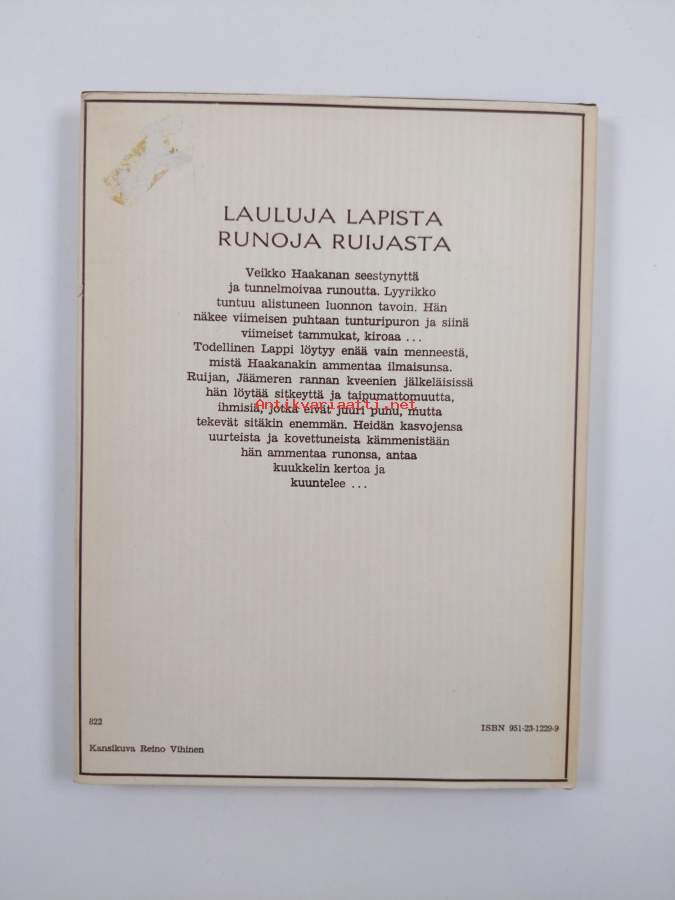 LAULUJA LAPISTA
RUNOJA RUIJASTA
Veikko Haakanan seestynyttä
ja tunnelmoivaa runoutta. Lyyrikko
tuntuu alistuneen luonnon tavoin. Hän
näkee viimeisen puhtaan tunturipuron ja siinä
viimeiset tammukat, kiroaa ...
Todellinen Lappi löytyy enää vain menneestä,
mistä Haakanakin ammentaa ilmaisunsa.
Ruijan, Jäämeren rannan kveenien jälkeläisissä
hän löytää sitkeyttä ja taipumattomuutta,
Antikvariaatti.net
ihmisiä, jotka eivät juuri puhu, mutta
tekevät sitäkin enemmän. Heidän kasvojensa
uurteista ja kovettuneista kämmenistään
hän ammentaa runonsa, antaa
kuukkelin kertoa ja
kuuntelee ...
822
ISBN 951-23-1229-9
Kansikuva Reino Vihinen